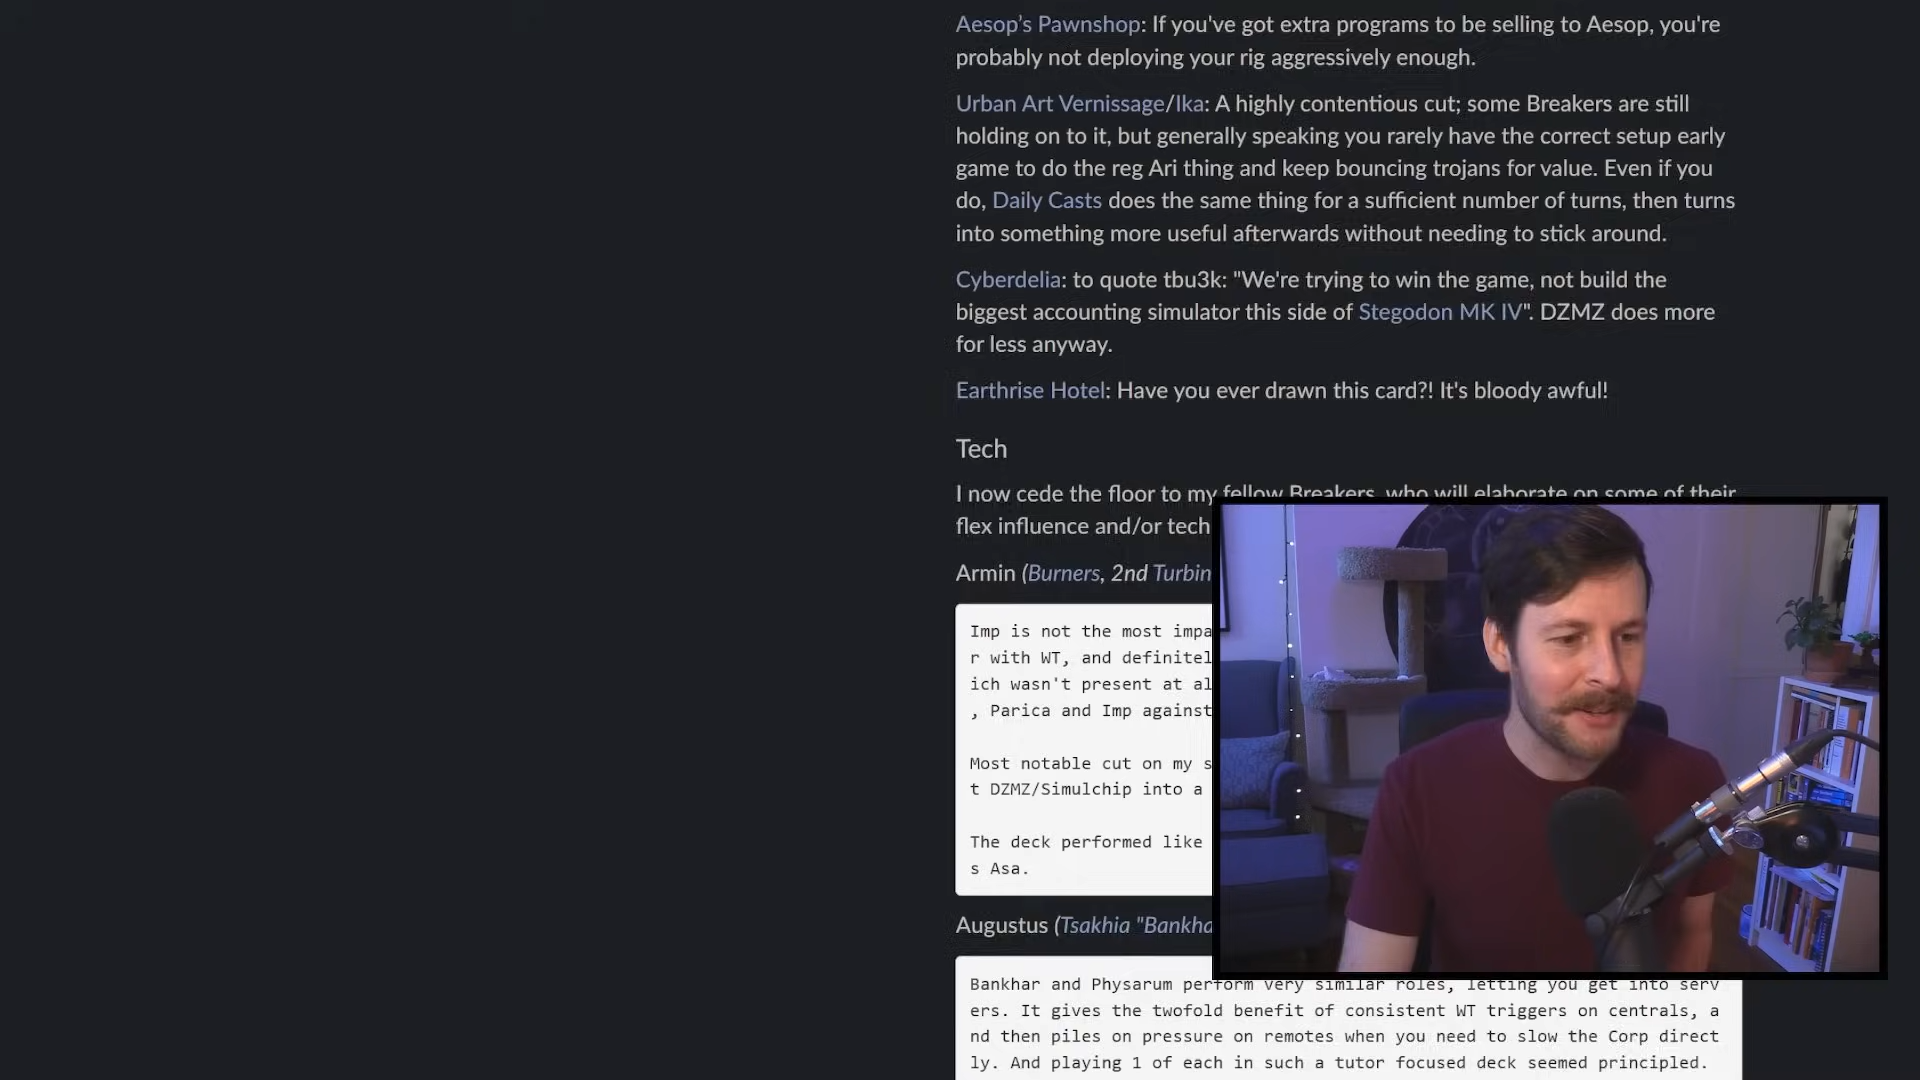 Aesop's Pawnshop: If you've got extra programs to be selling to Aesop, you're
probably not deploying your rig aggressively enough.
Urban Art Vernissage/Ika: A highly contentious cut; some Breakers are still
holding on to it, but generally speaking you rarely have the correct setup early
game to do the reg Ari thing and keep bouncing trojans for value. Even if you
do, Daily Casts does the same thing for a sufficient number of turns, then turns
into something more useful afterwards without needing to stick around.
Cyberdelia: to quote tbu3k: "We're trying to win the game, not build the
biggest accounting simulator this side of Stegodon MK IV". DZMZ does more
for less anyway.
Earthrise Hotel: Have you ever drawn this card?! It's bloody awful!
Tech
I now cede the floor to my fellow Breakers, who will elaborate on some of their
flex influence and/or tech
Armin (Burners, 2nd Turbin
Imp is not the most impa
r with WT, and definitel
ich wasn't present at al
, Parica and Imp against
Most notable cut on my s
t DZMZ/Simulchip into a
The deck performed like
s Asa.
Augustus (Tsakhia "Bankha
Bankhar and Physarum perform very similar roles, letting you get into serv
ers. It gives the twofold benefit of consistent WT triggers on centrals, a
nd then piles on pressure on remotes when you need to slow the Corp direct
ly. And playing 1 of each in such a tutor focused deck seemed principled.